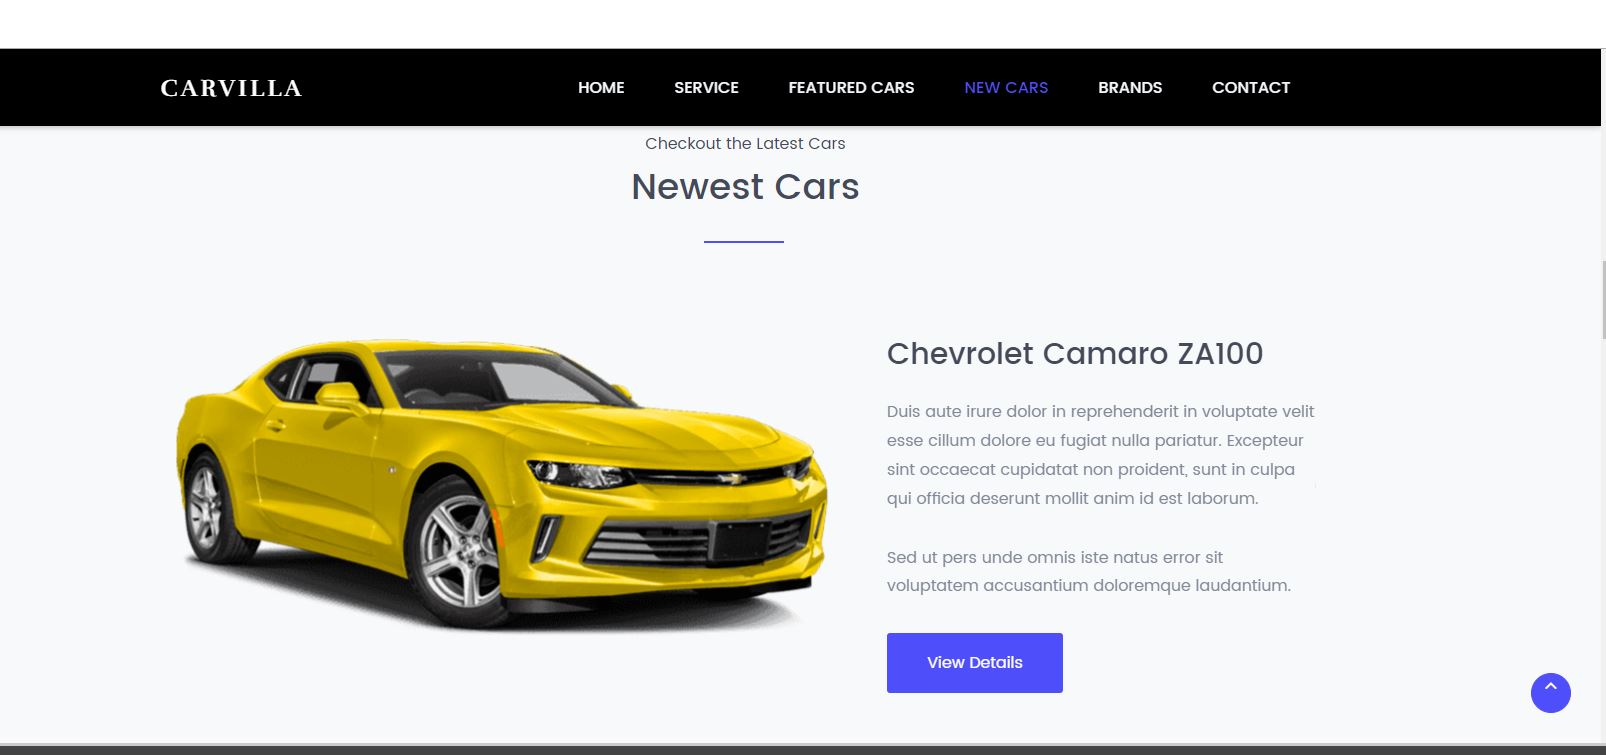 CARVILLA
HOME SERVICE FEATURED CARS NEW CARS BRANDS CONTACT
Checkout the Latest Cars
Newest Cars
Chevrolet Camaro ZA100
Duis aute irure dolor in reprehenderit in voluptate velit
esse cillum dolore eu fugiat nulla pariatur. Excepteur
sint occaecat cupidatat non proident, sunt in culpa
qui officia deserunt mollit anim id est laborum.
Sed ut pers unde omnis iste natus error sit
voluptatem accusantium doloremque laudantium.
View Details